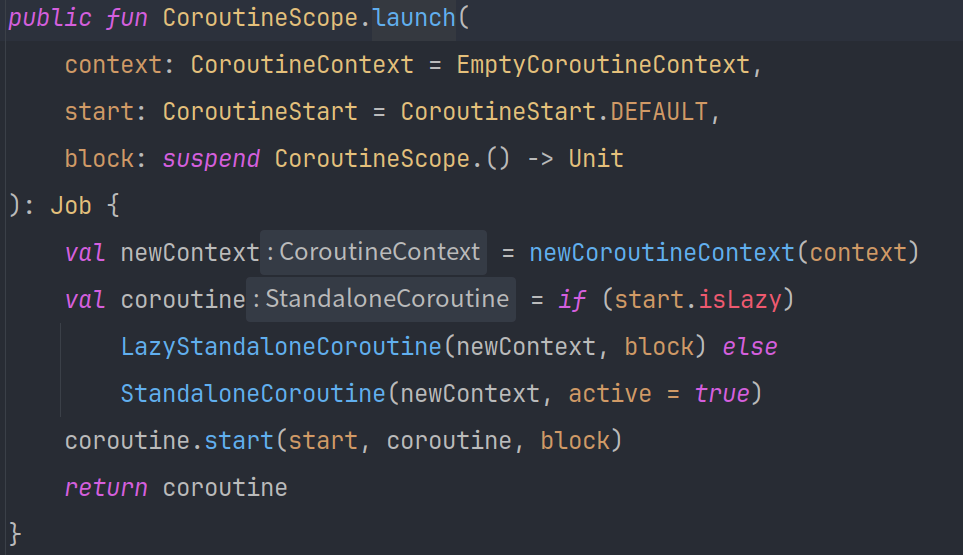 public fun CoroutineScope.launch(
    context: CoroutineContext = EmptyCoroutineContext,
    start: CoroutineStart = CoroutineStart.DEFAULT,
    block: suspend CoroutineScope.() -> Unit
): Job {
    val newContext : CoroutineContext = newCoroutineContext(context)
    val coroutine : StandaloneCoroutine = if (start.isLazy)
        LazyStandaloneCoroutine(newContext, block) else
        StandaloneCoroutine(newContext, active = true)
    coroutine.start(start, coroutine, block)
    return coroutine
}